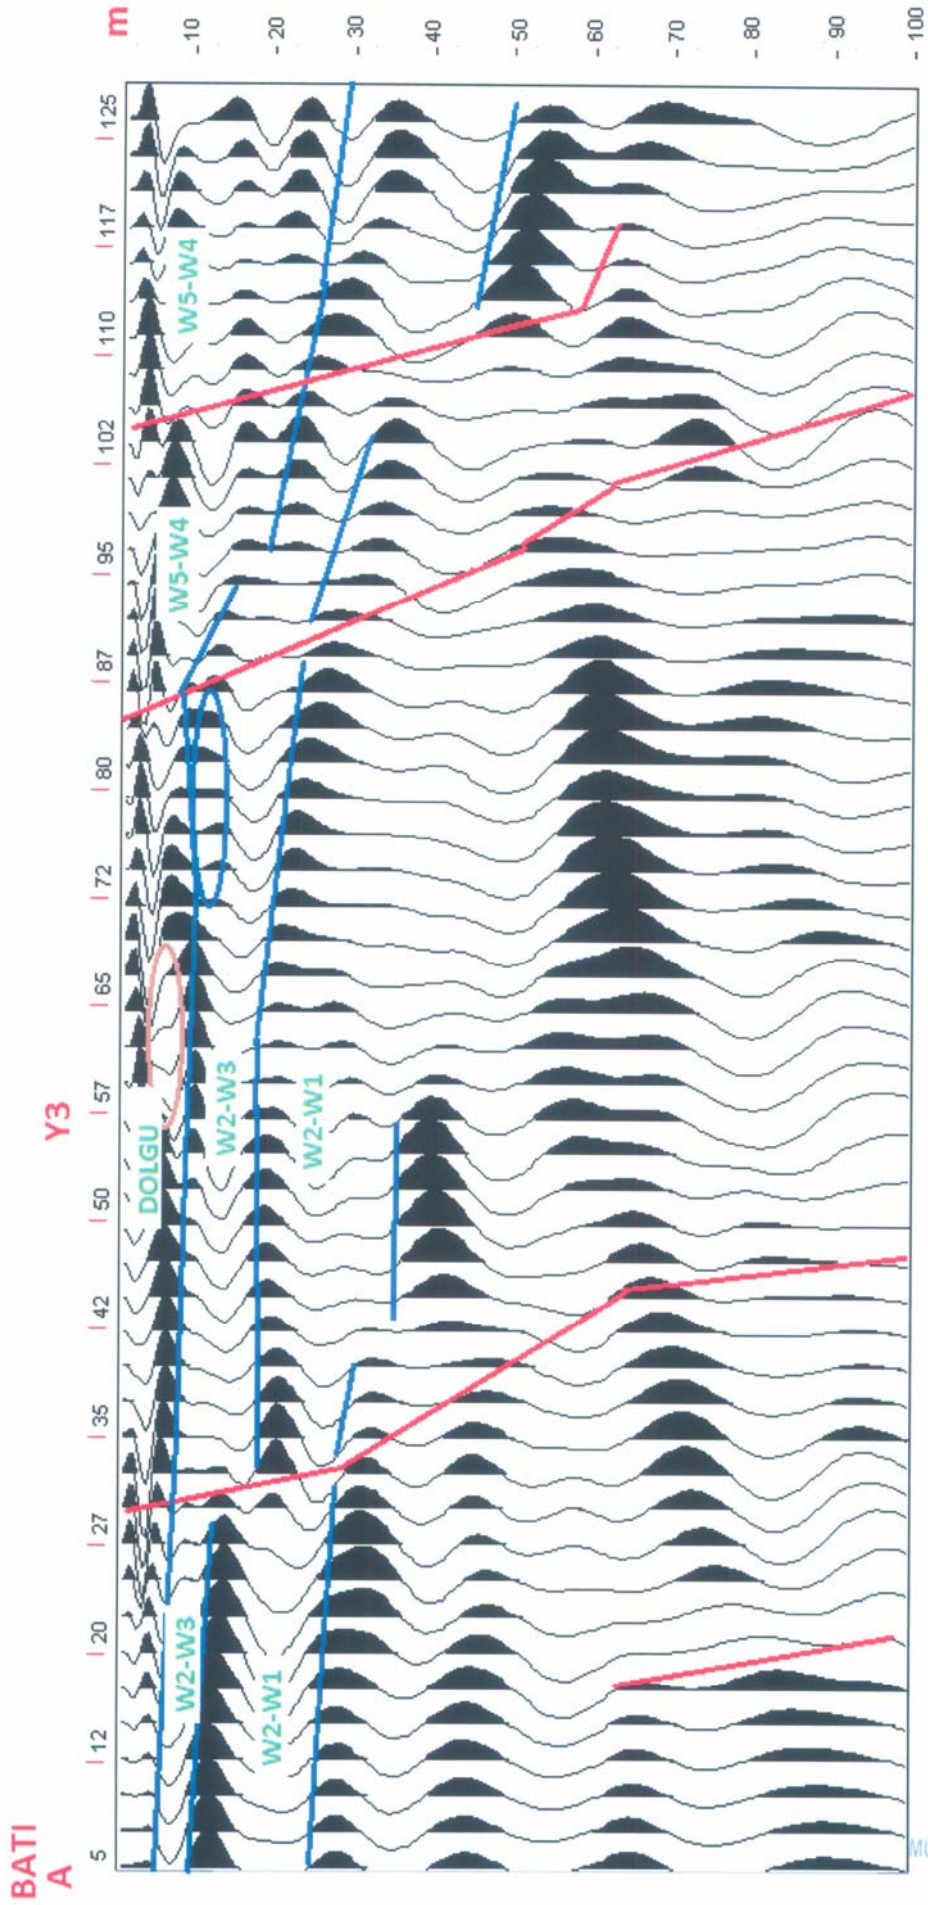 BATI
A
Y3
5 | 12 | 20 | 27 | 35 | 42 | 50 | 57 | 65 | 72 | 80 | 87 | 95 | 102 | 110 | 117 | 125
m
- 10
- 20
- 30
- 40
- 50
- 60
- 70
- 80
- 90
- 100
DOLGU
W2-W3
W2-W1
W2-W3
W2-W1
W5-W4
W5-W4